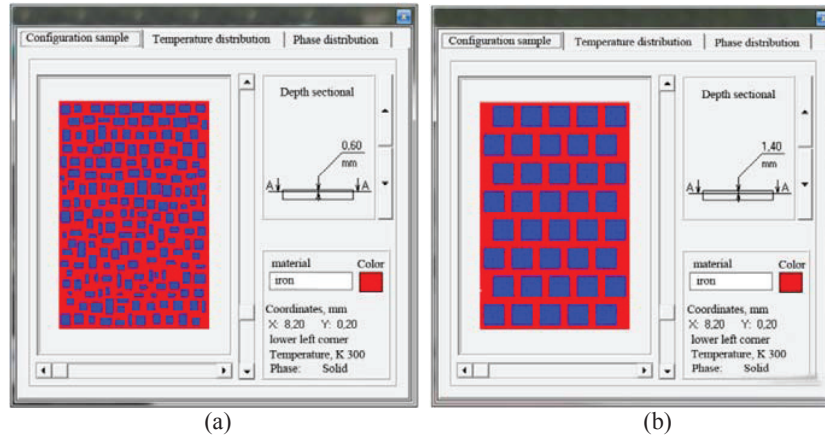 Configuration sample Temperature distribution Phase distribution
Depth sectional
0,60
mm
A A
material Color
iron
Coordinates, mm
X: 8,20 Y: 0,20
lower left corner
Temperature, K 300
Phase: Solid
(a)
Configuration sample Temperature distribution Phase distribution
Depth sectional
1,40
mm
A A
material Color
iron
Coordinates, mm
X: 8,20 Y: 0,20
lower left corner
Temperature, K 300
Phase: Solid
(b)